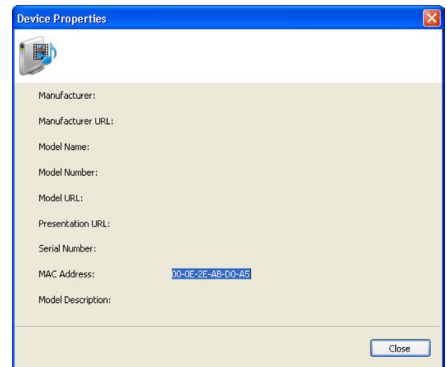 Device Properties
Manufacturer:
Manufacturer URL:
Model Name:
Model Number:
Model URL:
Presentation URL:
Serial Number:
MAC Address: 00-0E-2E-AB-D0-A5
Model Description:
Close